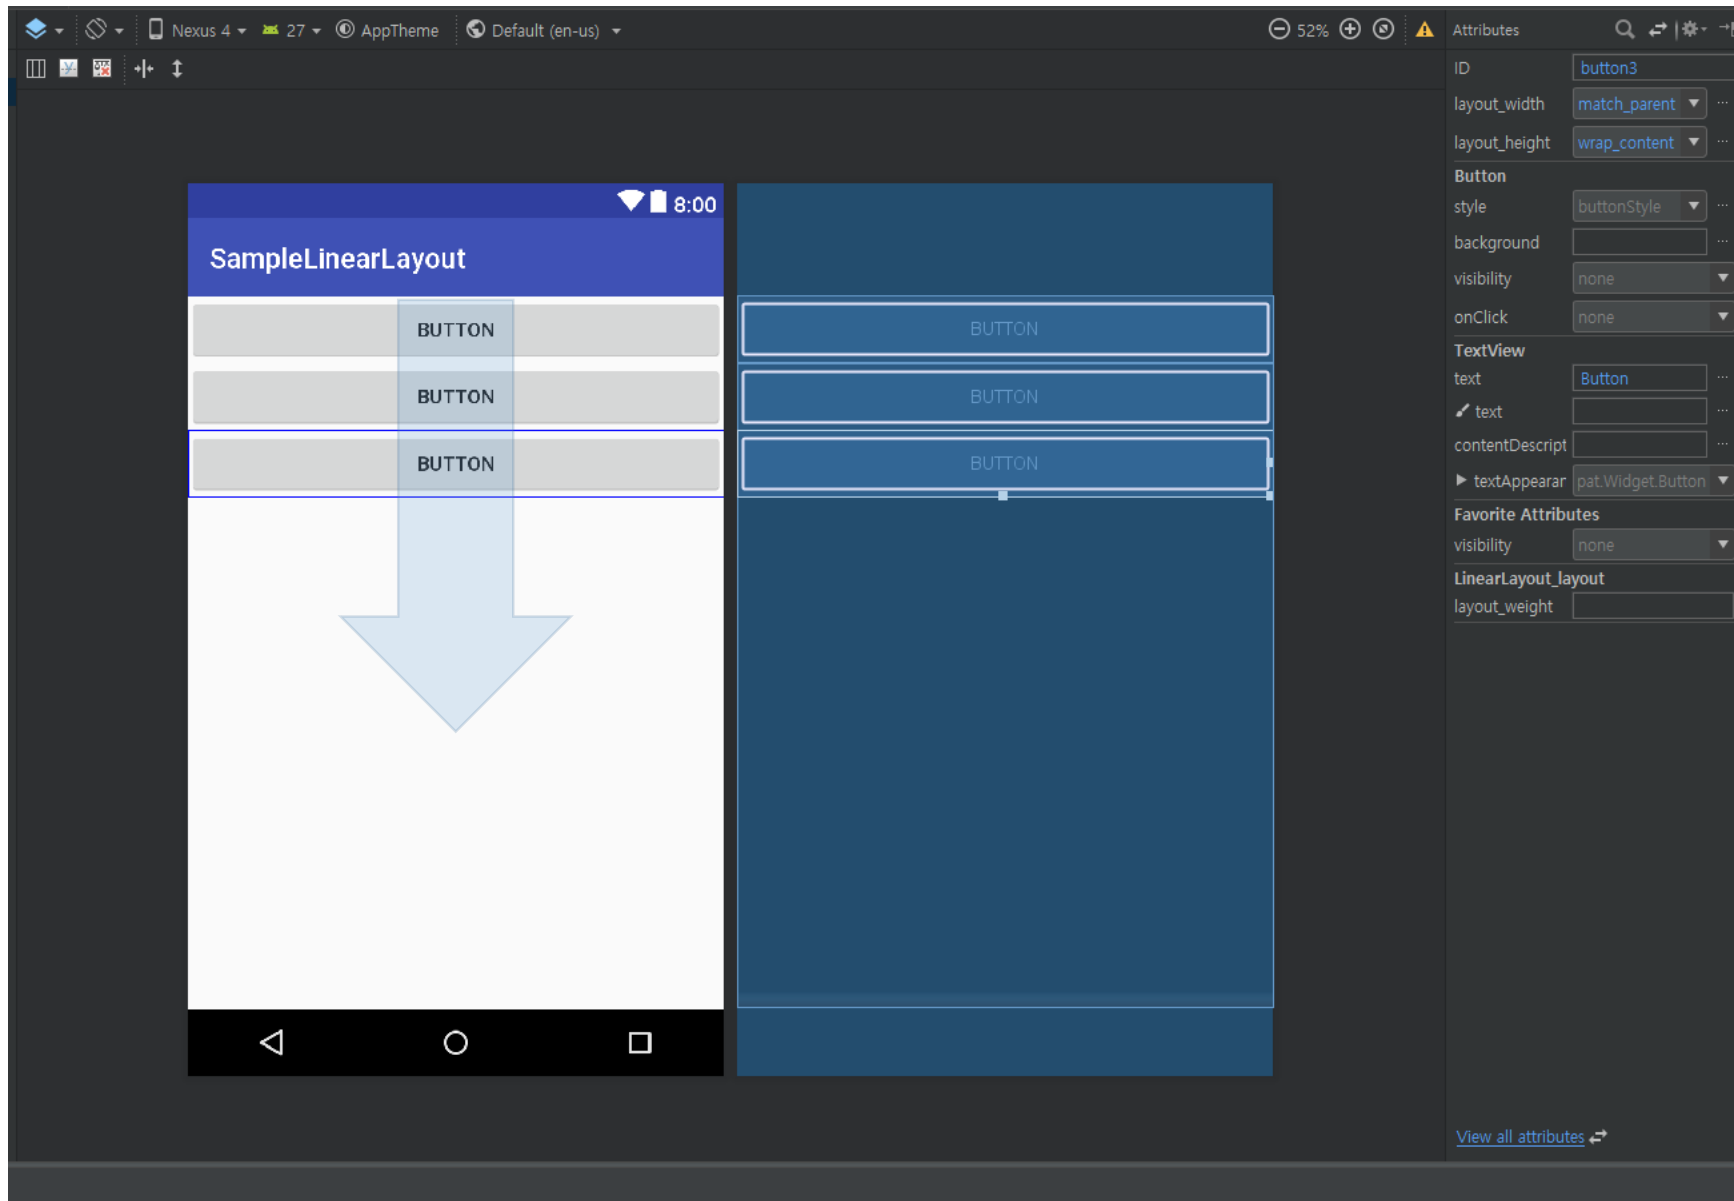 Nexus 4 27 AppTheme Default (en-us) 52% Attributes
ID button3
layout_width match_parent
layout_height wrap_content
Button
style buttonStyle
background
visibility none
onClick none
TextView
text Button
text
contentDescript
textAppearar pat.Widget.Button
Favorite Attributes
visibility none
LinearLayout_layout
layout_weight
View all attributes
8:00
SampleLinearLayout
BUTTON
BUTTON
BUTTON
BUTTON
BUTTON
BUTTON